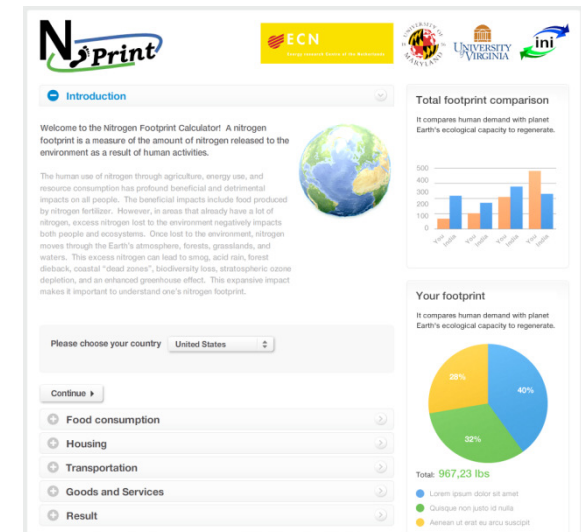 N Print
ECN
Energy research Centre of the Netherlands
UNIVERSITY OF
MARYLAND
UNIVERSITY
of VIRGINIA
ini
Introduction
Welcome to the Nitrogen Footprint Calculator! A nitrogen
footprint is a measure of the amount of nitrogen released to the
environment as a result of human activities.
The human use of nitrogen through agriculture, energy use, and
resource consumption has profound beneficial and detrimental
impacts on all people. The beneficial impacts include food produced
by nitrogen fertilizer. However, in areas that already have a lot of
nitrogen, excess nitrogen lost to the environment negatively impacts
both people and ecosystems. Once lost to the environment, nitrogen
moves through the Earth's atmosphere, forests, grasslands, and
waters. This excess nitrogen can lead to smog, acid rain, forest
dieback, coastal "dead zones", biodiversity loss, stratospheric ozone
depletion, and an enhanced greenhouse effect. This expansive impact
makes it important to understand one's nitrogen footprint.
Please choose your country United States
Continue
Food consumption
Housing
Transportation
Goods and Services
Result
Total footprint comparison
It compares human demand with planet
Earth's ecological capacity to regenerate.
500
400
300
200
100
0
You India You India You India You India
Your footprint
It compares human demand with planet
Earth's ecological capacity to regenerate.
28%
40%
32%
Total: 967,23 lbs
Lorem ipsum dolor sit amet
Quisque non justo id nulla
Aenean ut erat eu arcu suscipit